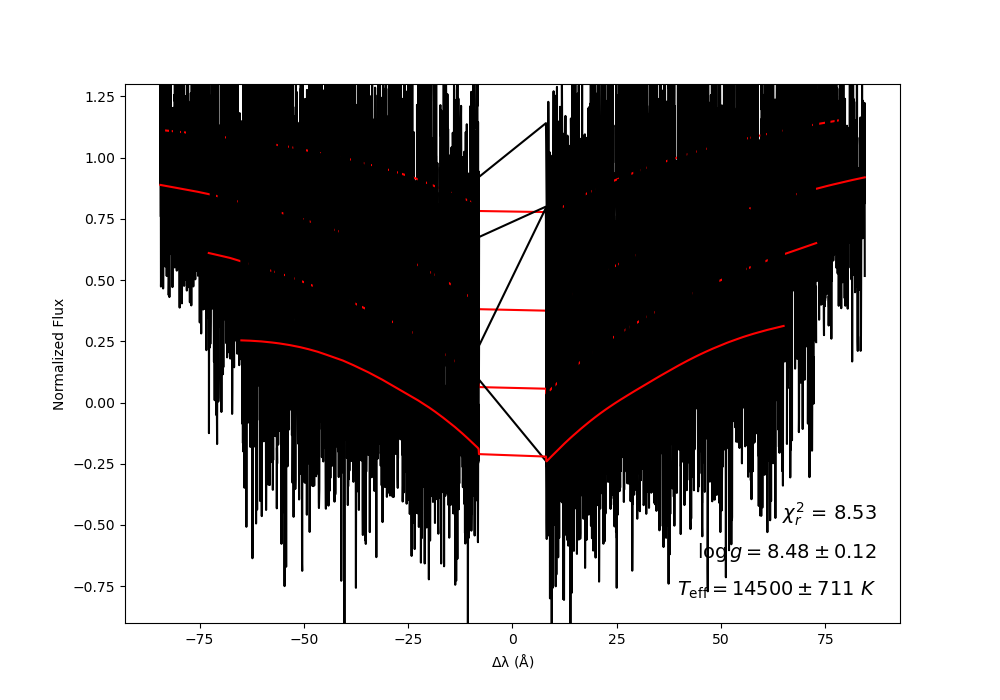 1.25
1.00
0.75
0.50
0.25
0.00
−0.25
−0.50
−0.75
Normalized Flux
χ²ᵣ = 8.53
log g = 8.48 ± 0.12
T_eff = 14500 ± 711 K
−75 −50 −25 0 25 50 75
Δλ (Å)